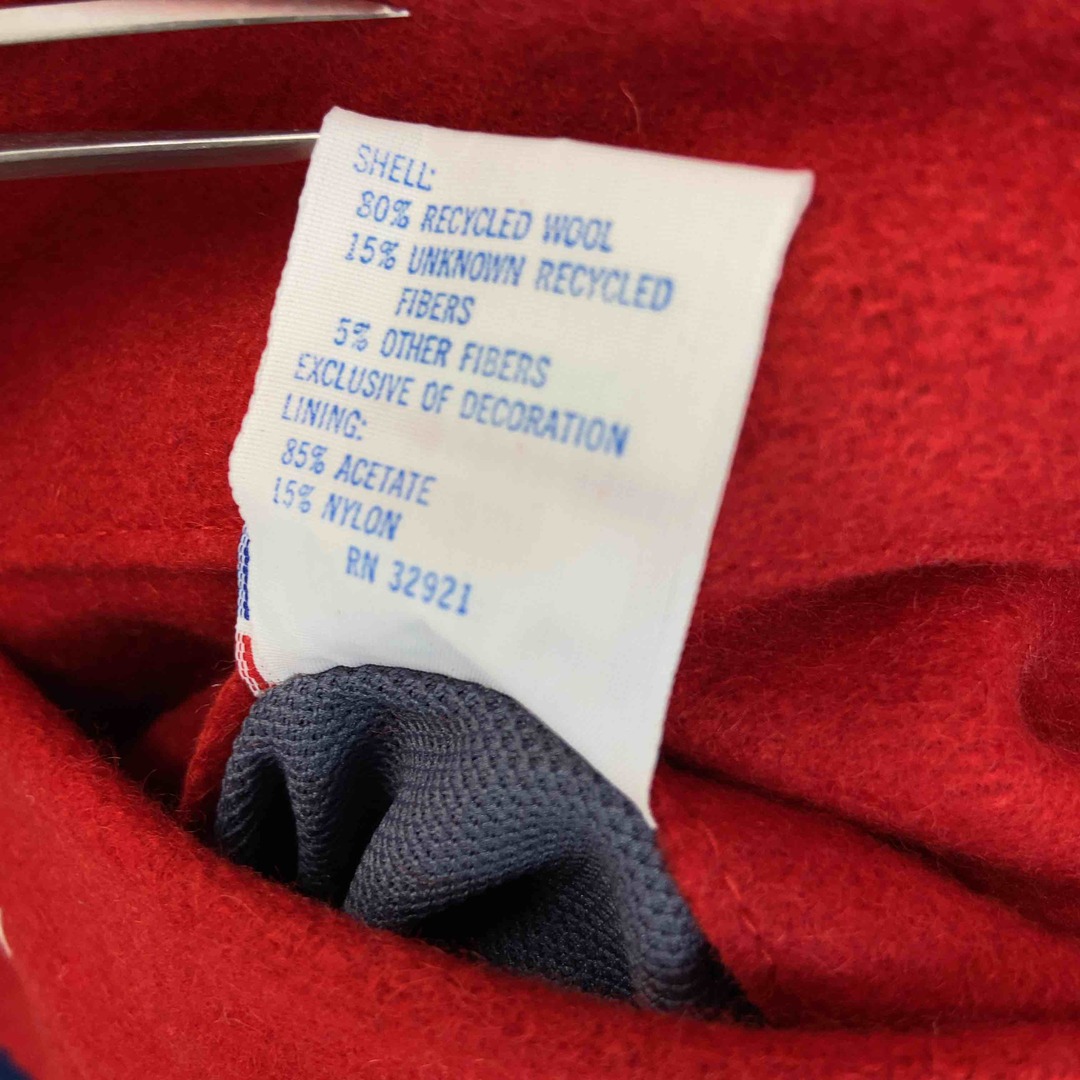 SHELL:
80% RECYCLED WOOL
15% UNKNOWN RECYCLED
FIBERS
5% OTHER FIBERS
EXCLUSIVE OF DECORATION
LINING:
85% ACETATE
15% NYLON
RN 32921